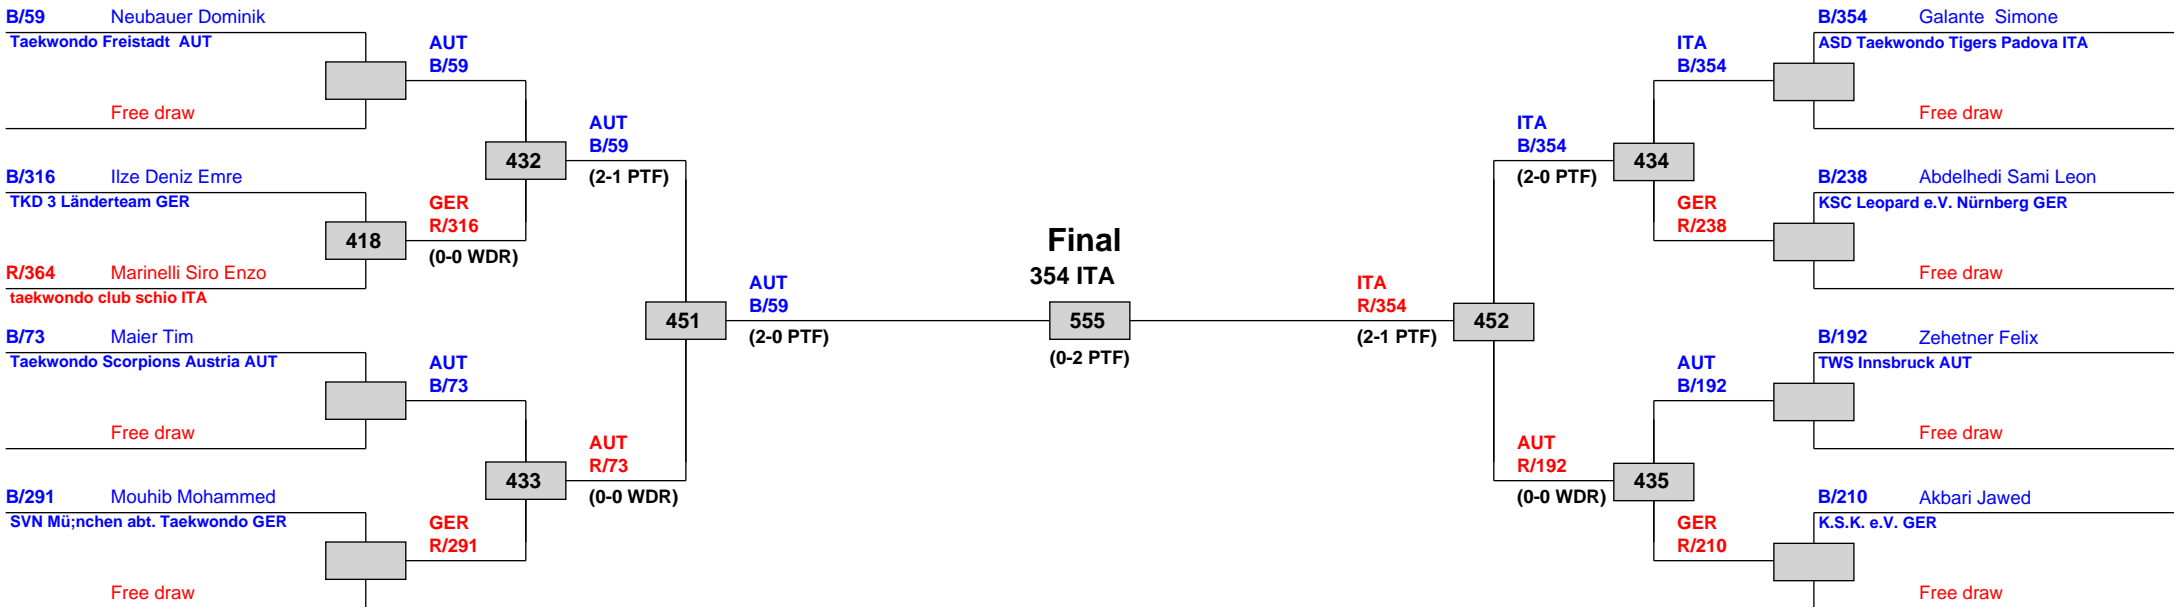 B/59 Neubauer Dominik
Taekwondo Freistadt AUT
Free draw
B/316 Ilze Deniz Emre
TKD 3 Länderteam GER
R/364 Marinelli Siro Enzo
taekwondo club schio ITA
B/73 Maier Tim
Taekwondo Scorpions Austria AUT
Free draw
B/291 Mouhib Mohammed
SVN Mü;nchen abt. Taekwondo GER
Free draw
AUT
B/59
418
GER
R/316
(0-0 WDR)
AUT
B/73
GER
R/291
432
AUT
B/59
(2-1 PTF)
433
AUT
R/73
(0-0 WDR)
451
AUT
B/59
(2-0 PTF)
Final
354 ITA
555
(0-2 PTF)
ITA
R/354
(2-1 PTF)
452
ITA
B/354
(2-0 PTF)
434
AUT
R/192
(0-0 WDR)
435
ITA
B/354
GER
R/238
AUT
B/192
GER
R/210
B/354 Galante Simone
ASD Taekwondo Tigers Padova ITA
Free draw
B/238 Abdelhedi Sami Leon
KSC Leopard e.V. Nürnberg GER
Free draw
B/192 Zehetner Felix
TWS Innsbruck AUT
Free draw
B/210 Akbari Jawed
K.S.K. e.V. GER
Free draw